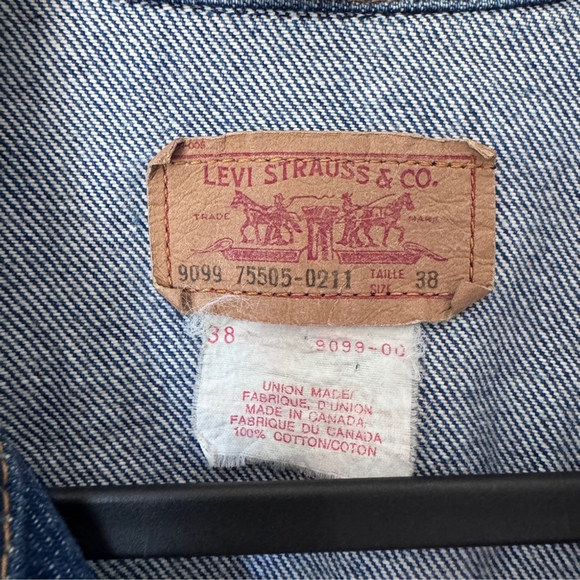 LEVI STRAUSS & CO.
TRADE MARK
9099 75505-0211 TAILLE SIZE 38
38 9099-00
UNION MADE/
FABRIQUE, D'UNION
MADE IN CANADA
FABRIQUE DU CANADA
100% COTTON/COTON